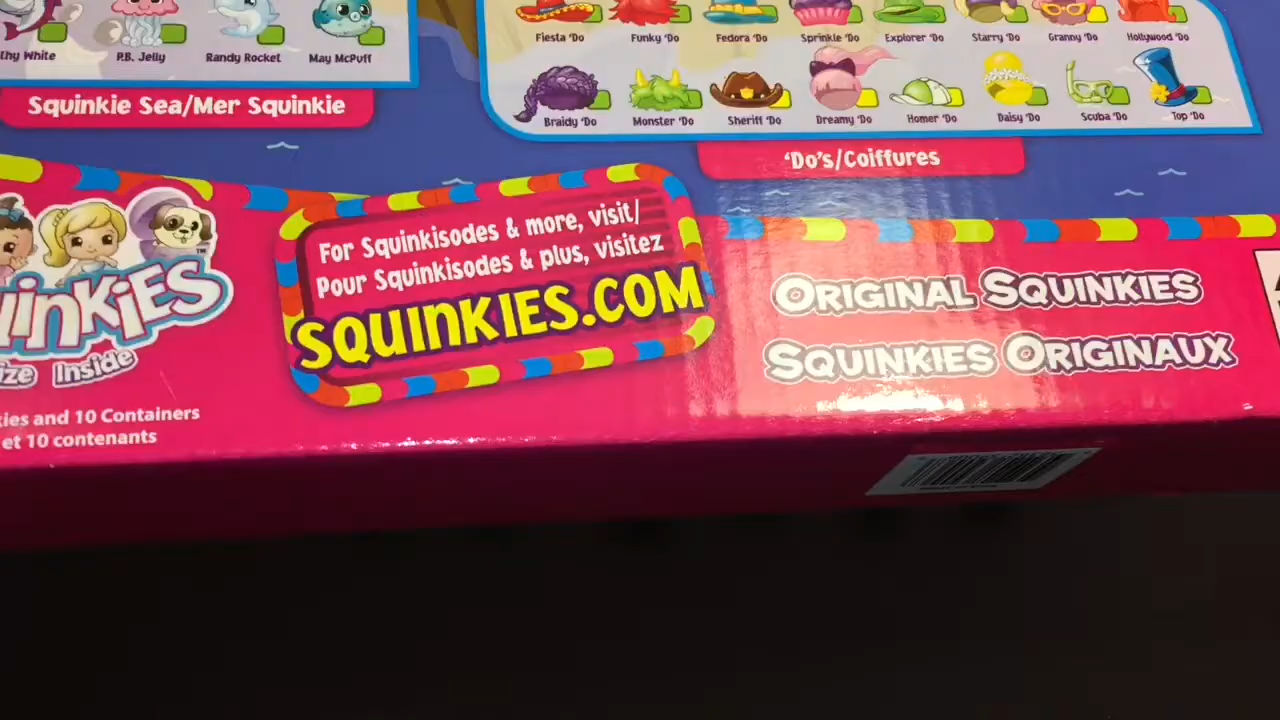 Fiesta 'Do Funky 'Do Fedora 'Do Sprinkle 'Do Explorer 'Do Starry 'Do Granny 'Do Hollywood 'Do
thy White P.B. Jelly Randy Rocket May McPuff
Braidy 'Do Monster 'Do Sheriff 'Do Dreamy 'Do Homer 'Do Daisy 'Do Scuba 'Do Top 'Do
Squinkie Sea/Mer Squinkie
'Do's/Coiffures
For Squinkisodes & more, visit/
Pour Squinkisodes & plus, visitez
SQUINKIES.COM
uinkies™
ize Inside
kies and 10 Containers
et 10 contenants
Original Squinkies
Squinkies Originaux